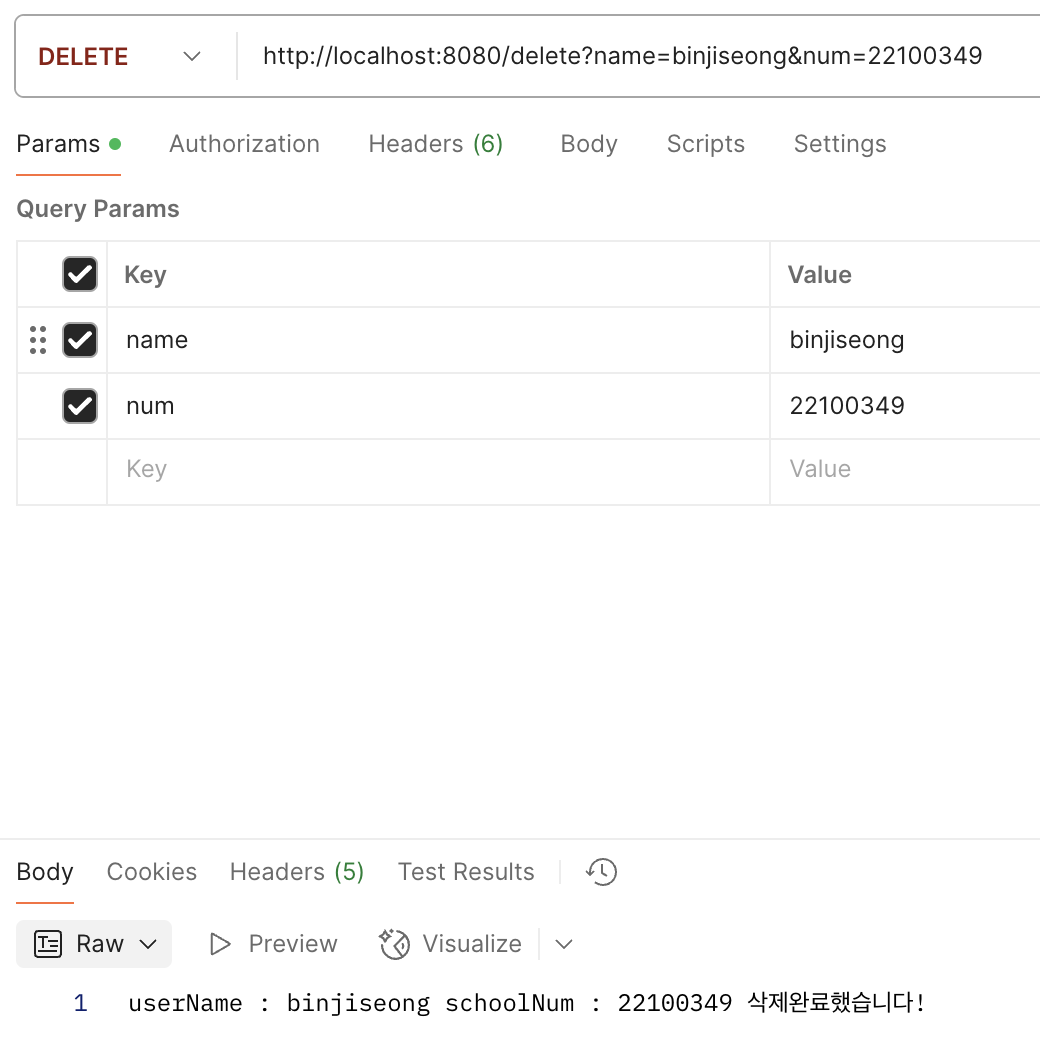 DELETE http://localhost:8080/delete?name=binjiseong&num=22100349
Params Authorization Headers (6) Body Scripts Settings
Query Params
Key Value
name binjiseong
num 22100349
Key Value
Body Cookies Headers (5) Test Results
Raw Preview Visualize
1 userName : binjiseong schoolNum : 22100349 삭제완료했습니다!